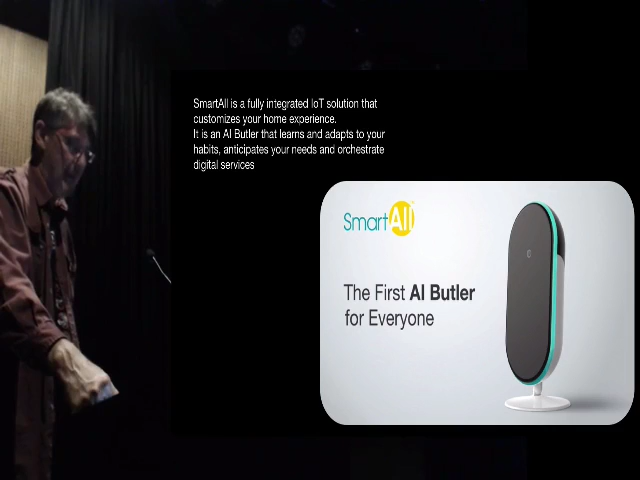 SmartAll is a fully integrated IoT solution that
customizes your home experience.
It is an AI Butler that learns and adapts to your
habits, anticipates your needs and orchestrate
digital services
SmartAll
The First AI Butler
for Everyone